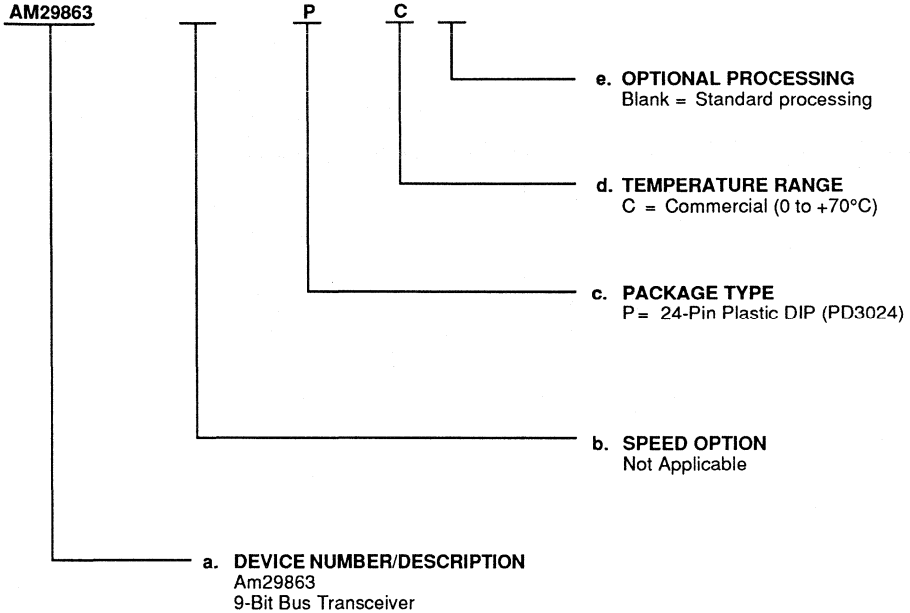 AM29863 P C
e. OPTIONAL PROCESSING
Blank = Standard processing
d. TEMPERATURE RANGE
C = Commercial (0 to +70°C)
c. PACKAGE TYPE
P = 24-Pin Plastic DIP (PD3024)
b. SPEED OPTION
Not Applicable
a. DEVICE NUMBER/DESCRIPTION
Am29863
9-Bit Bus Transceiver